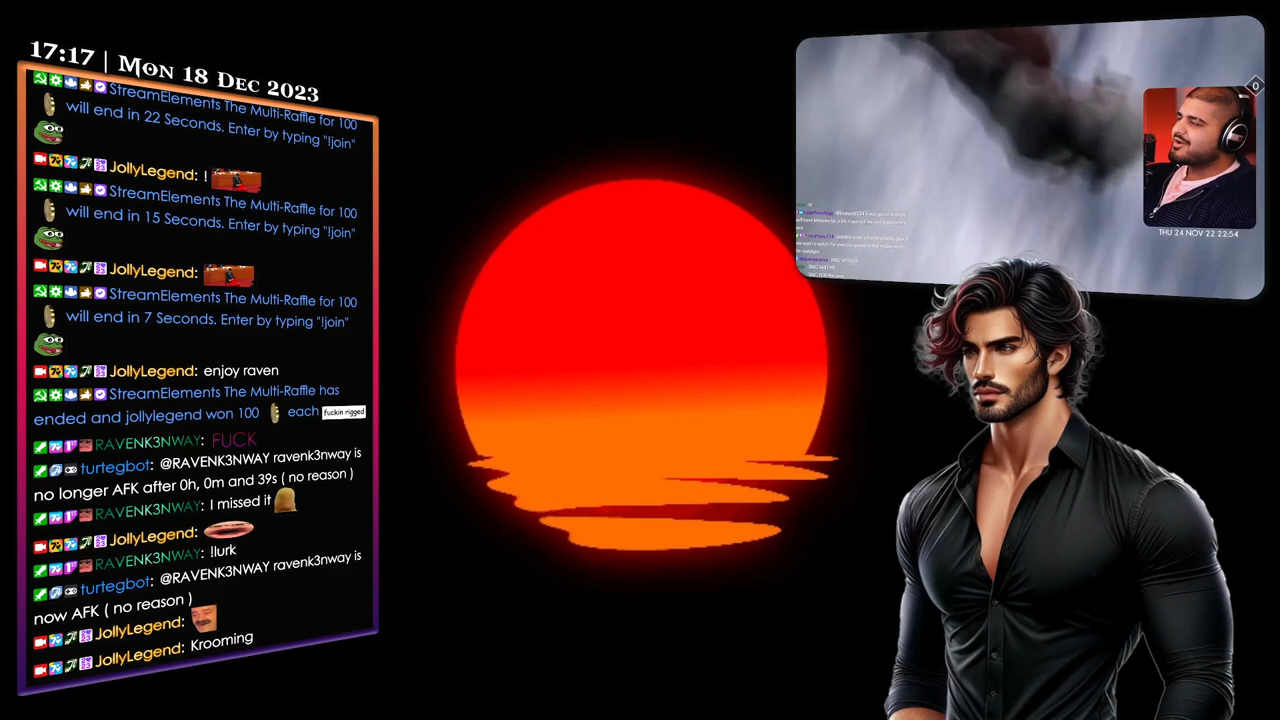 17:17 | Mon 18 Dec 2023
StreamElements The Multi-Raffle for 100
will end in 22 Seconds. Enter by typing "!join"
JollyLegend: !
StreamElements The Multi-Raffle for 100
will end in 15 Seconds. Enter by typing "!join"
JollyLegend:
StreamElements The Multi-Raffle for 100
will end in 7 Seconds. Enter by typing "!join"
JollyLegend: enjoy raven
StreamElements The Multi-Raffle has
ended and jollylegend won 100 each fuckin rigged
RAVENK3NWAY: FUCK
turtegbot: @RAVENK3NWAY ravenk3nway is
no longer AFK after 0h, 0m and 39s ( no reason )
RAVENK3NWAY: I missed it
JollyLegend:
RAVENK3NWAY: !lurk
turtegbot: @RAVENK3NWAY ravenk3nway is
now AFK ( no reason )
JollyLegend:
JollyLegend: Krooming
0
THU 24 NOV 22 22:54